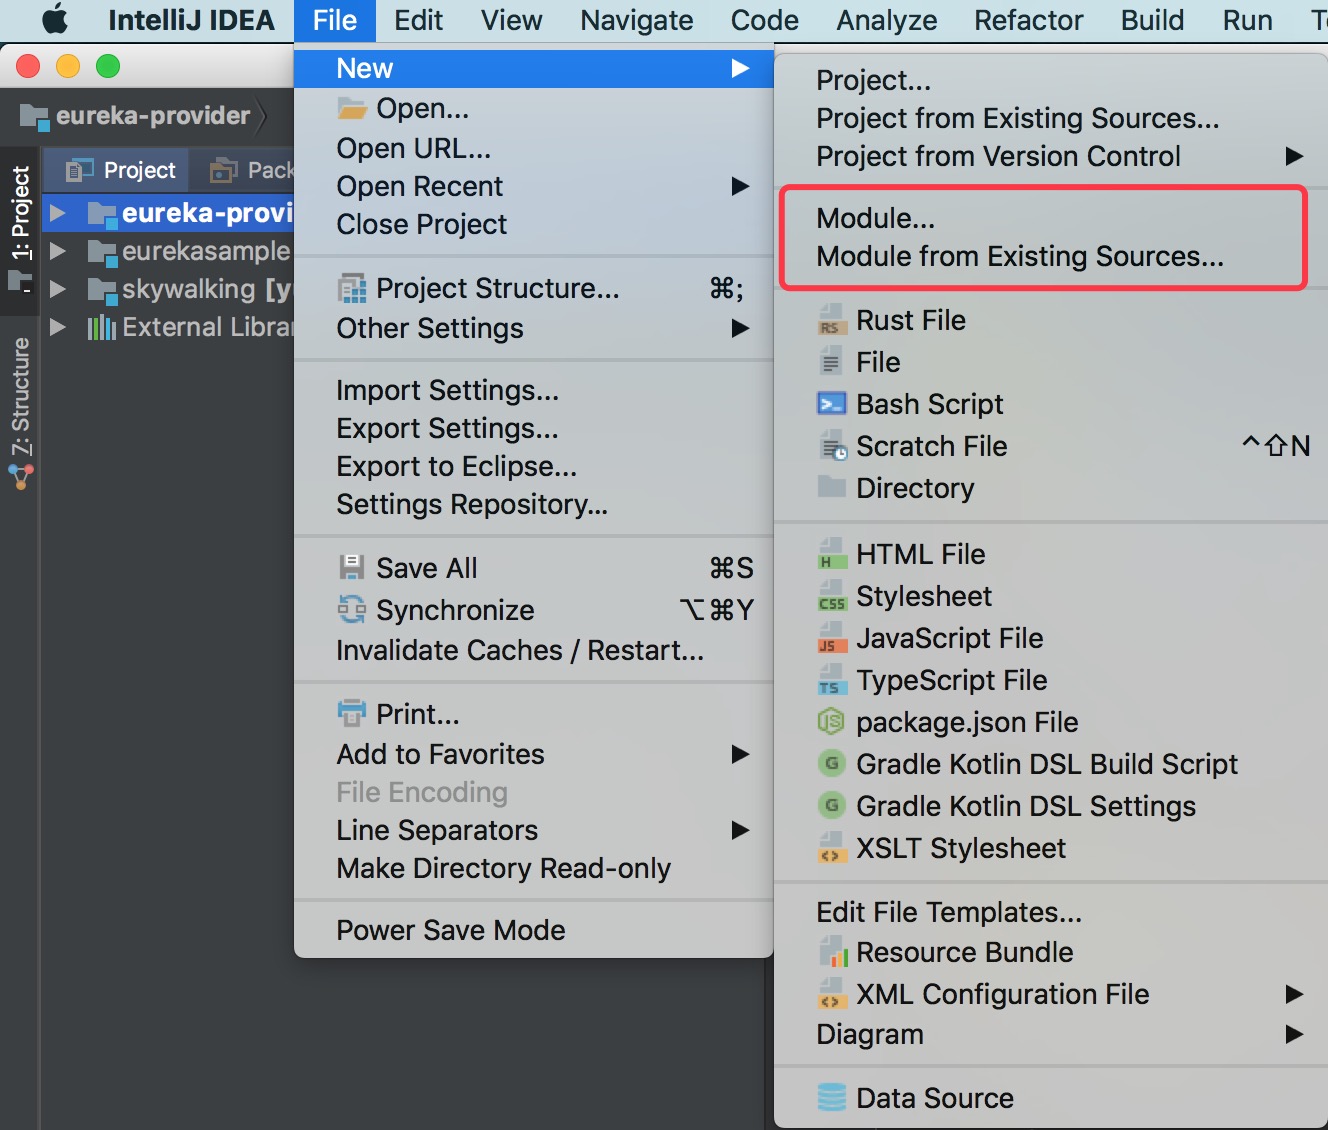 IntelliJ IDEA File Edit View Navigate Code Analyze Refactor Build Run
eureka-provider
Project
1: Project
eureka-provi
eurekasample
skywalking [y
External Librar
Z: Structure
New
Open...
Open URL...
Open Recent
Close Project
Project Structure... ⌘;
Other Settings
Import Settings...
Export Settings...
Export to Eclipse...
Settings Repository...
Save All ⌘S
Synchronize ⌥⌘Y
Invalidate Caches / Restart...
Print...
Add to Favorites
File Encoding
Line Separators
Make Directory Read-only
Power Save Mode
Project...
Project from Existing Sources...
Project from Version Control
Module...
Module from Existing Sources...
RS Rust File
File
Bash Script
Scratch File ^⇧N
Directory
H HTML File
CSS Stylesheet
JS JavaScript File
TS TypeScript File
JS package.json File
G Gradle Kotlin DSL Build Script
G Gradle Kotlin DSL Settings
XSLT Stylesheet
Edit File Templates...
Resource Bundle
XML Configuration File
Diagram
Data Source